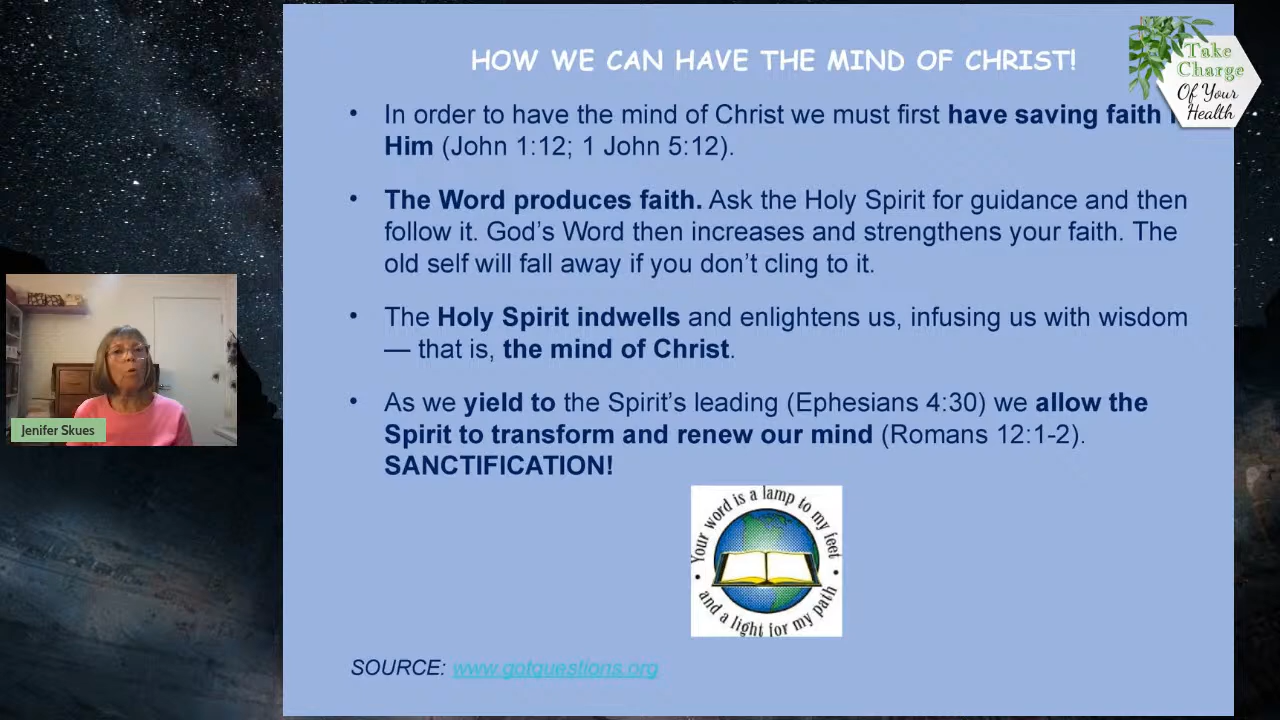 HOW WE CAN HAVE THE MIND OF CHRIST!
Take
Charge
Of Your
Health
• In order to have the mind of Christ we must first have saving faith
Him (John 1:12; 1 John 5:12).
• The Word produces faith. Ask the Holy Spirit for guidance and then
follow it. God’s Word then increases and strengthens your faith. The
old self will fall away if you don’t cling to it.
• The Holy Spirit indwells and enlightens us, infusing us with wisdom
— that is, the mind of Christ.
• As we yield to the Spirit’s leading (Ephesians 4:30) we allow the
Spirit to transform and renew our mind (Romans 12:1-2).
SANCTIFICATION!
Jenifer Skues
Your word is a lamp to my feet
• and a light for my path •
SOURCE: www.gotquestions.org